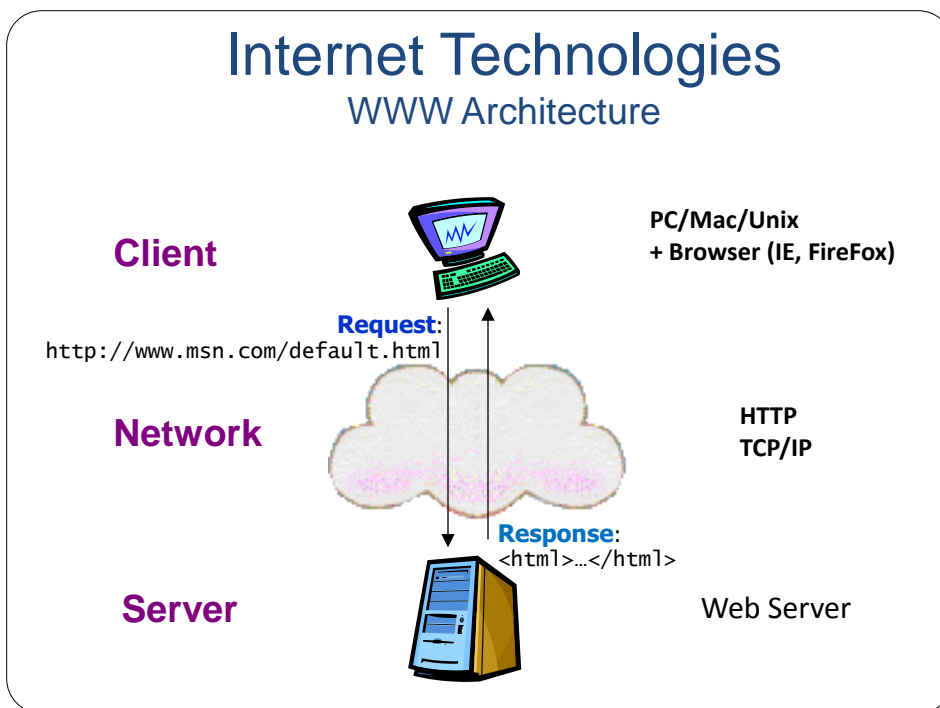 Internet Technologies
WWW Architecture
Client
PC/Mac/Unix
+ Browser (IE, FireFox)
Request:
http://www.msn.com/default.html
Network
HTTP
TCP/IP
Response:
<html>…</html>
Server
Web Server